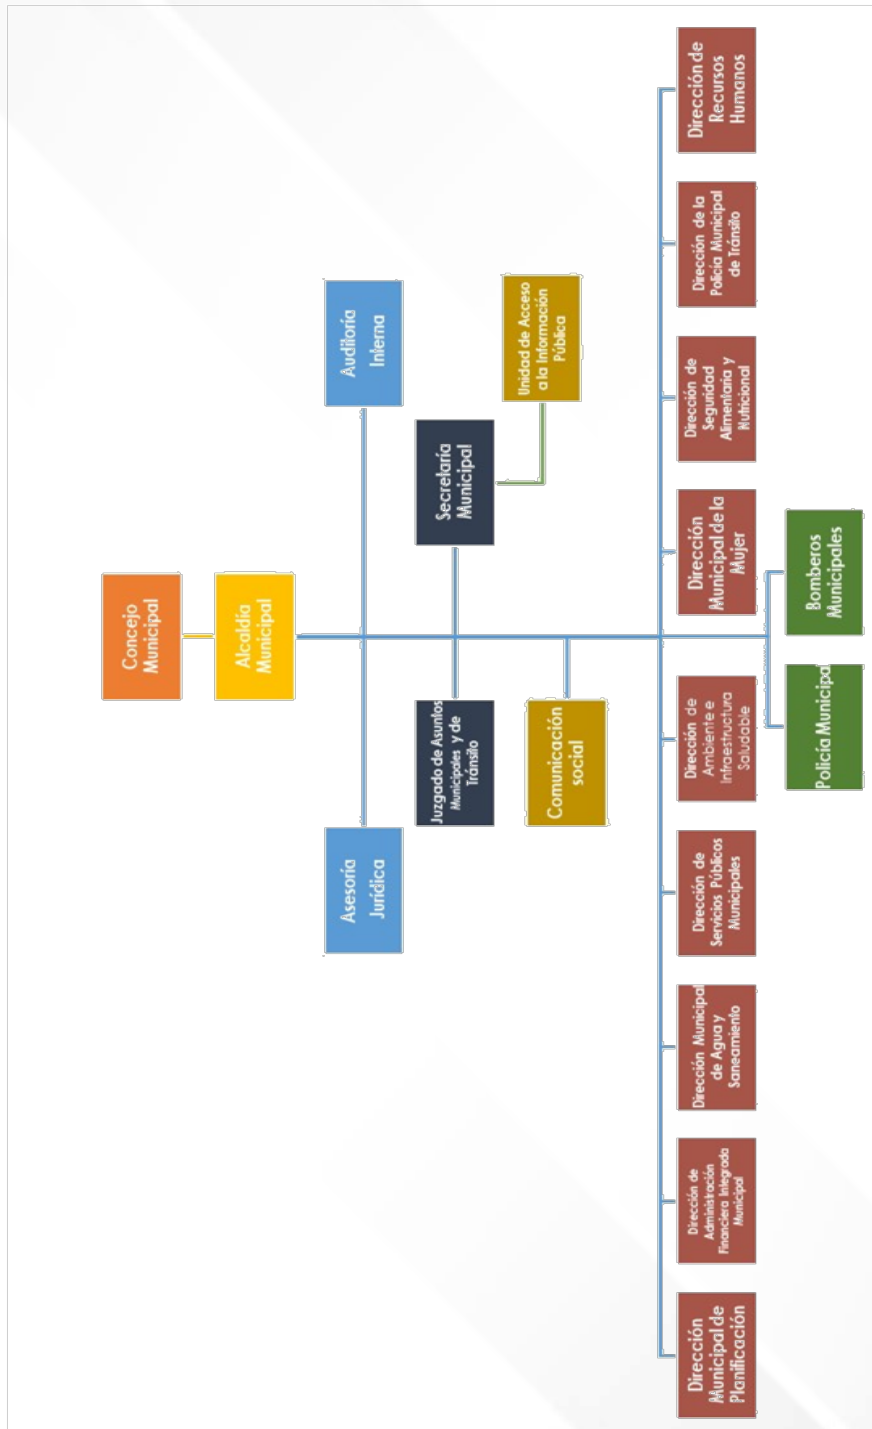 Concejo
Municipal
Alcaldía
Municipal
Asesoría
Jurídica
Auditoría
Interna
Juzgado de Asuntos
Municipales y de
Tránsito
Secretaría
Municipal
Comunicación
social
Unidad de Acceso
a la Información
Pública
Dirección
Municipal de
Planificación
Dirección de
Administración
Financiera Integrada
Municipal
Dirección Municipal
de Agua y
Saneamiento
Dirección de
Servicios Públicos
Municipales
Dirección de
Ambiente e
Infraestructura
Saludable
Dirección
Municipal de la
Mujer
Dirección de
Seguridad
Alimentaria y
Nutricional
Dirección de la
Policía Municipal
de Tránsito
Dirección de
Recursos
Humanos
Policía Municipal
Bomberos
Municipales